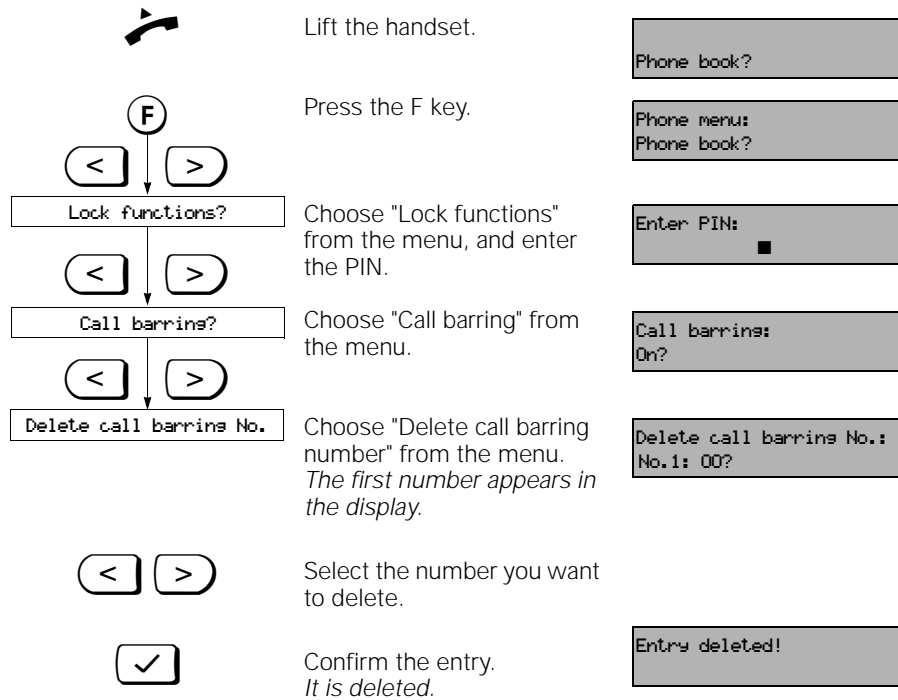 Lift the handset.
Phone book?
F
Press the F key.
Phone menu:
Phone book?
< >
Lock functions?
Choose "Lock functions"
from the menu, and enter
the PIN.
Enter PIN:
< >
Call barring?
Choose "Call barring" from
the menu.
Call barring:
On?
< >
Delete call barring No.
Choose "Delete call barring
number" from the menu.
The first number appears in
the display.
Delete call barring No.:
No.1: 00?
< >
Select the number you want
to delete.
Confirm the entry.
It is deleted.
Entry deleted!